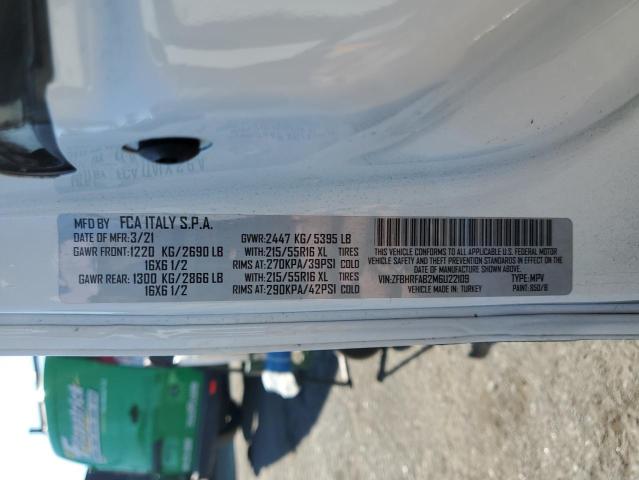 MFD BY FCA ITALY S.P.A.
DATE OF MFR: 3/21 GVWR: 2447 KG/ 5395 LB
GAWR FRONT: 1220 KG/2690 LB WITH: 215/55R16 XL TIRES
16X6 1/2 RIMS AT: 270KPA/39PSI COLD
GAWR REAR: 1300 KG/2866 LB WITH: 215/55R16 XL TIRES
16X6 1/2 RIMS AT: 290KPA/42PSI COLD
THIS VEHICLE CONFORMS TO ALL APPLICABLE U.S. FEDERAL MOTOR
VEHICLE SAFETY AND THEFT PREVENTION STANDARDS IN EFFECT ON THE
DATE OF MANUFACTURE SHOWN ABOVE.
VIN: ZFBHRFAB2M6U22109 TYPE: MPV
VEHICLE MADE IN: TURKEY PAINT: 850/B